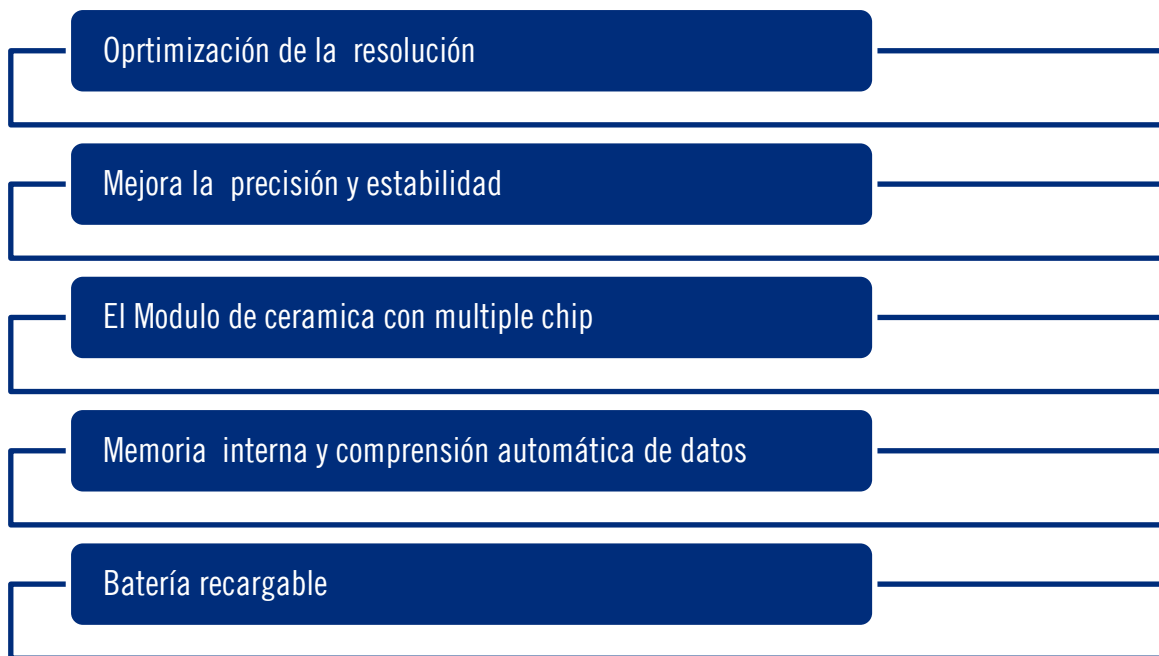 Oprtimización de la  resolución
Mejora la  precisión y estabilidad
El Modulo de ceramica con multiple chip
Memoria  interna y comprensión automática de datos
Batería recargable